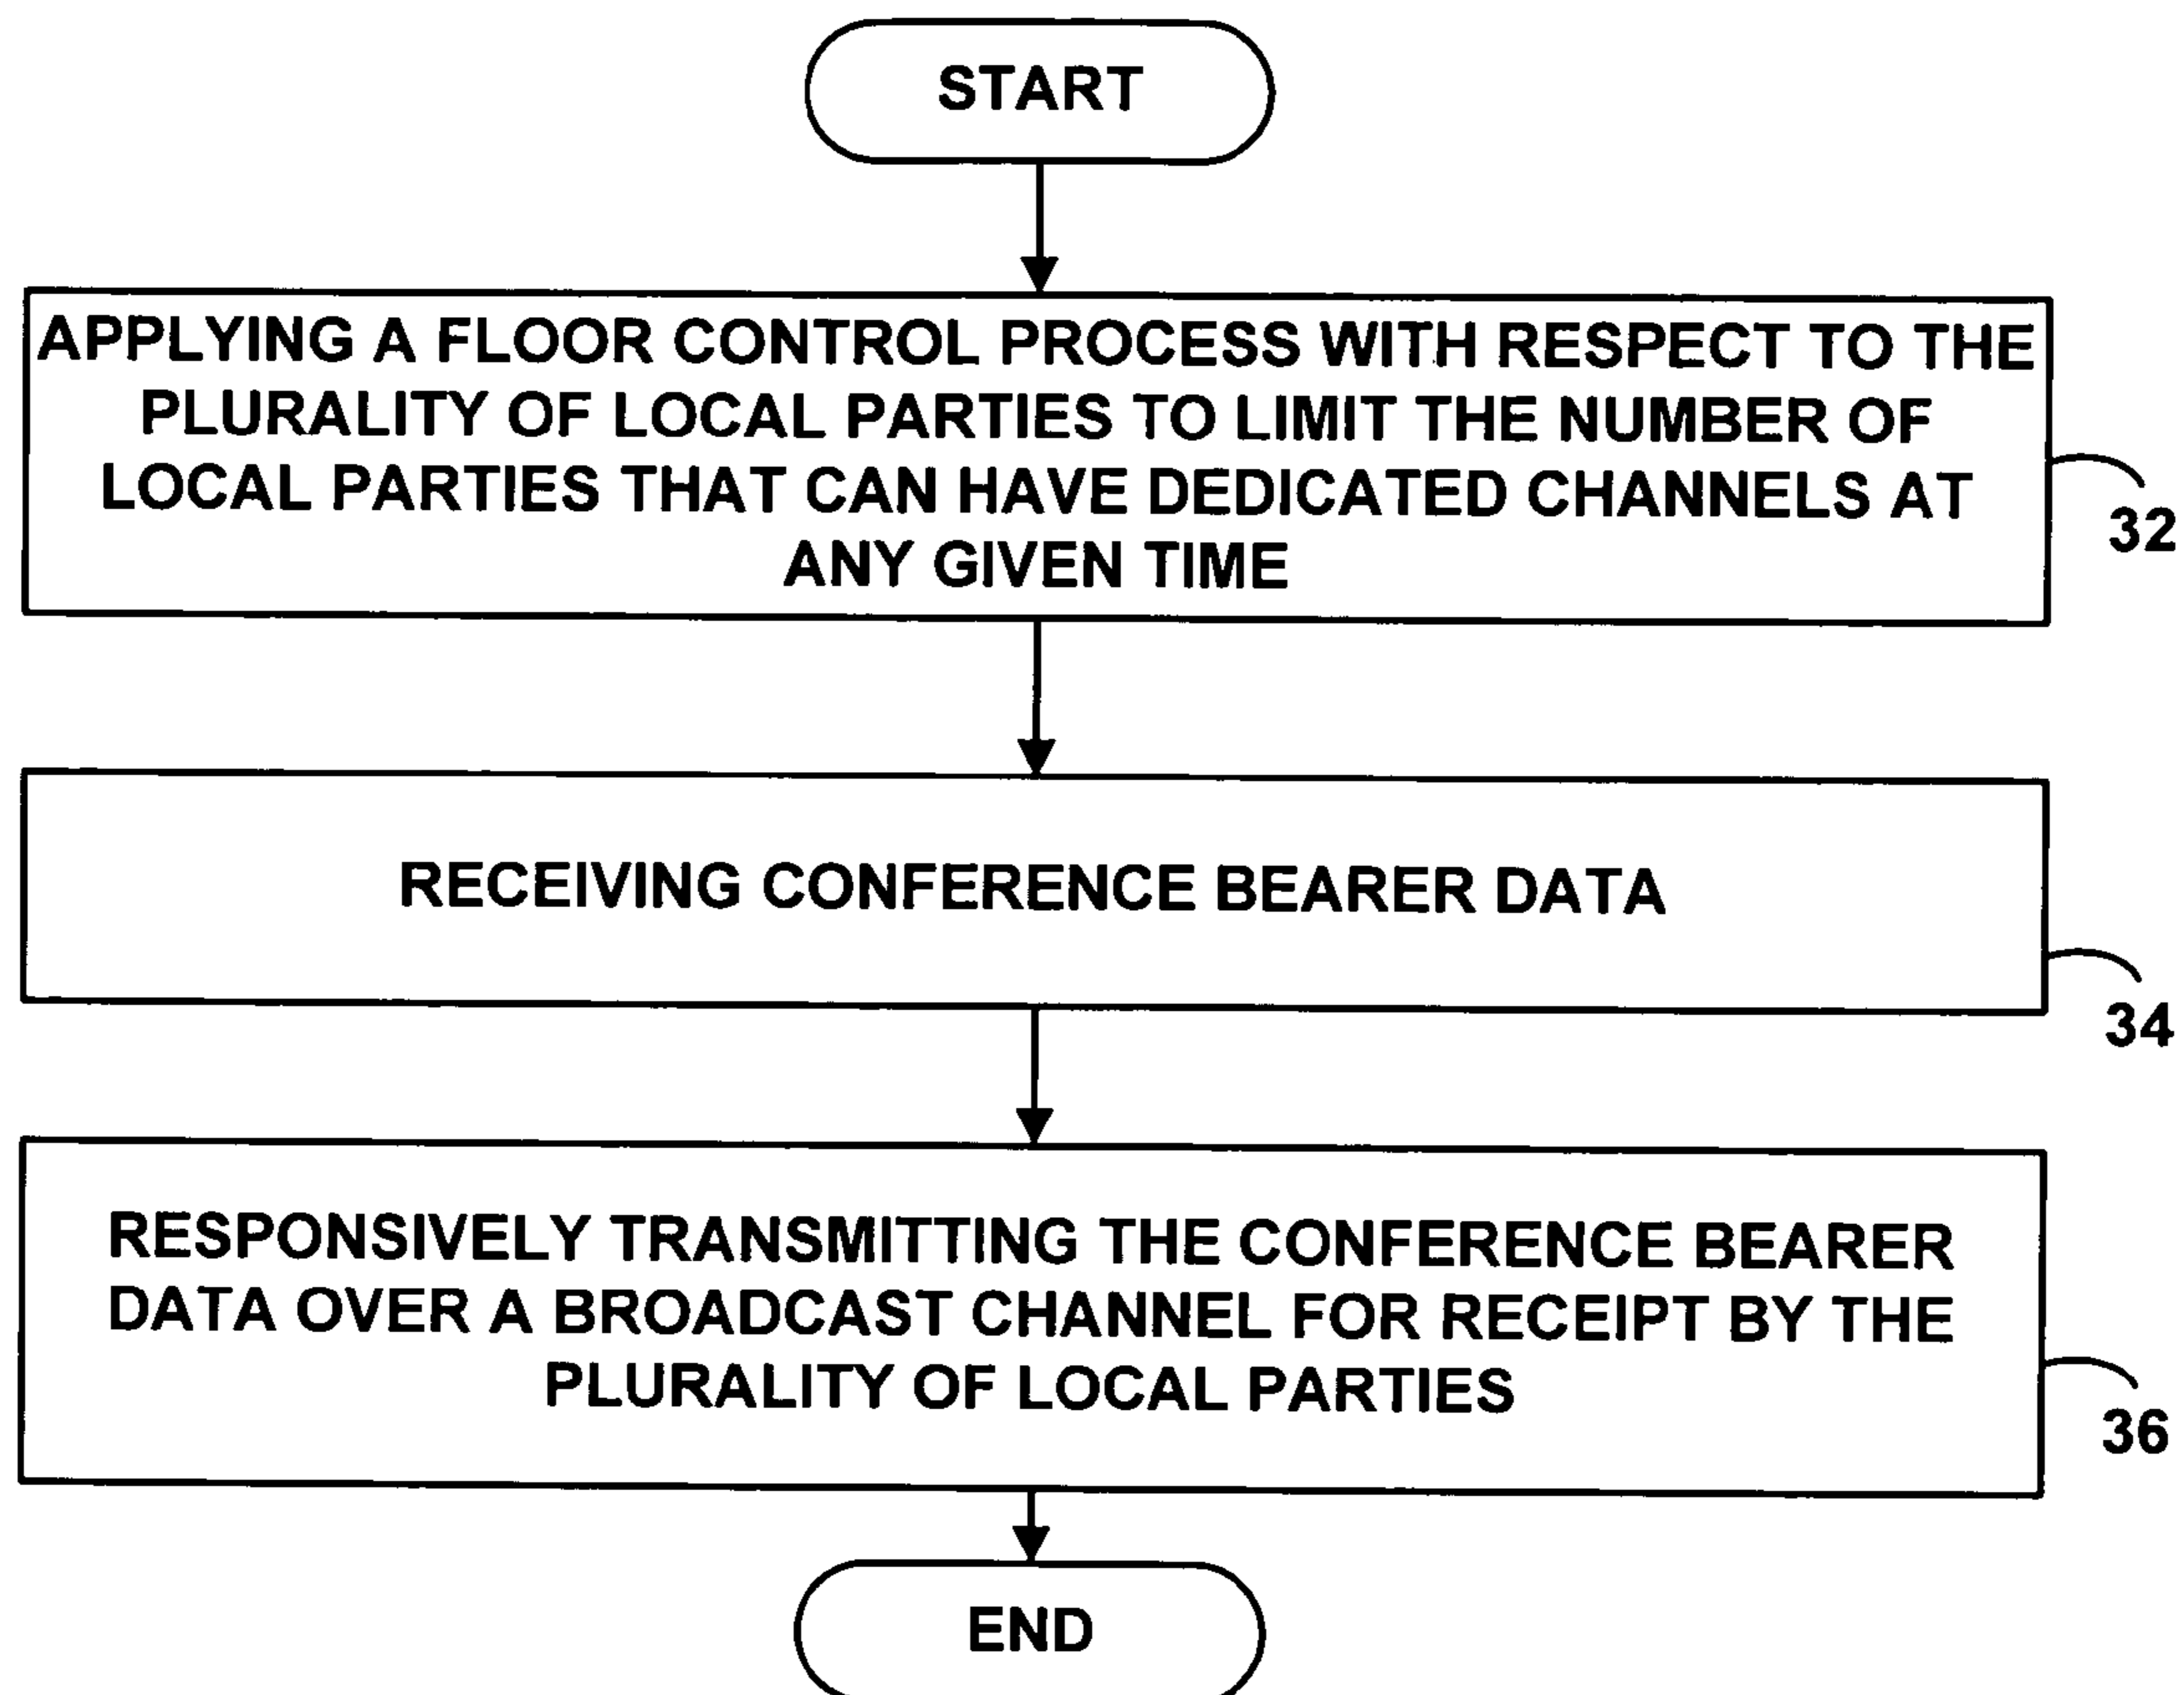 START
APPLYING A FLOOR CONTROL PROCESS WITH RESPECT TO THE
PLURALITY OF LOCAL PARTIES TO LIMIT THE NUMBER OF
LOCAL PARTIES THAT CAN HAVE DEDICATED CHANNELS AT
ANY GIVEN TIME
32
RECEIVING CONFERENCE BEARER DATA
34
RESPONSIVELY TRANSMITTING THE CONFERENCE BEARER
DATA OVER A BROADCAST CHANNEL FOR RECEIPT BY THE
PLURALITY OF LOCAL PARTIES
36
END